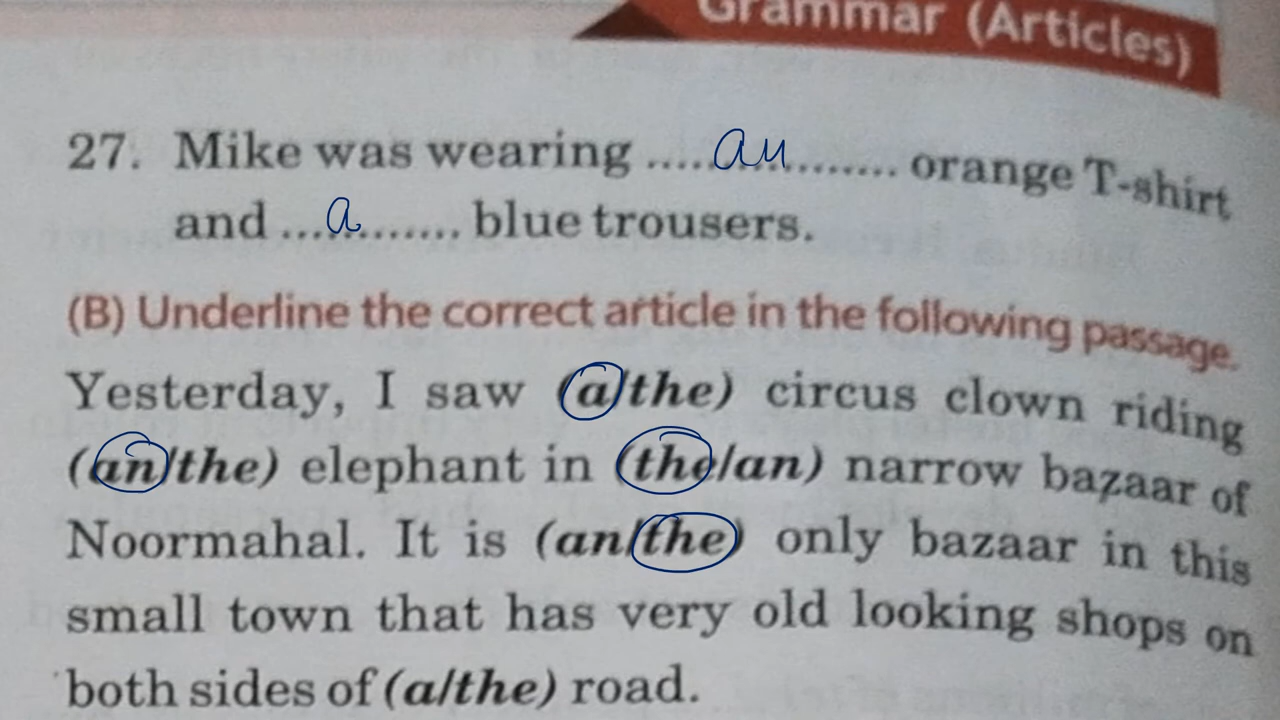 Grammar (Articles)
27. Mike was wearing .....an......... orange T-shirt
and ...a......... blue trousers.
(B) Underline the correct article in the following passage.
Yesterday, I saw (a/the) circus clown riding
(an/the) elephant in (the/an) narrow bazaar of
Noormahal. It is (an/the) only bazaar in this
small town that has very old looking shops on
both sides of (a/the) road.